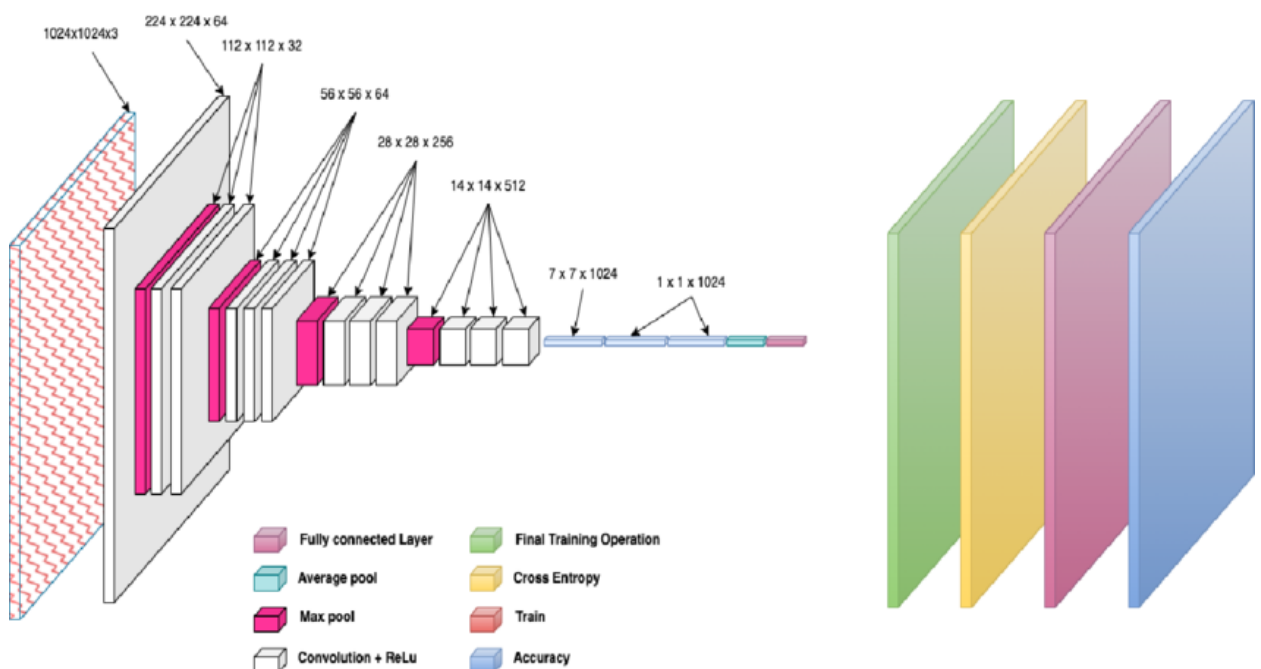 1024x1024x3
224 x 224 x 64
112 x 112 x 32
56 x 56 x 64
28 x 28 x 256
14 x 14 x 512
7 x 7 x 1024
1 x 1 x 1024
Fully connected Layer
Final Training Operation
Average pool
Cross Entropy
Max pool
Train
Convolution + ReLu
Accuracy